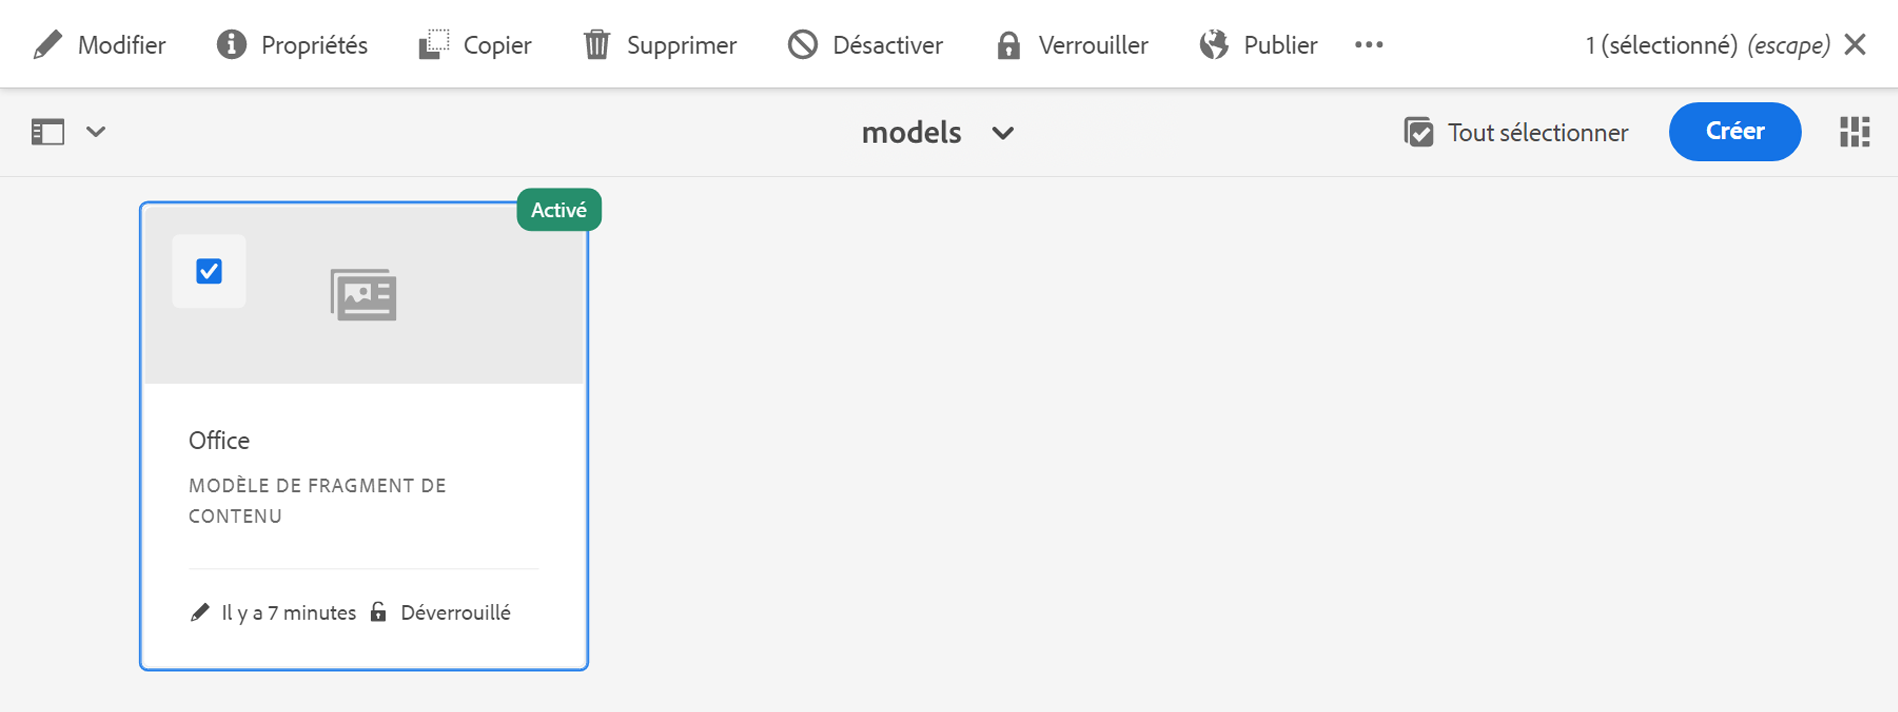 Modifier Propriétés Copier Supprimer Désactiver Verrouiller Publier 1 (sélectionné) (escape)
models Tout sélectionner Créer
Activé
Office
MODÈLE DE FRAGMENT DE
CONTENU
Il y a 7 minutes Déverrouillé